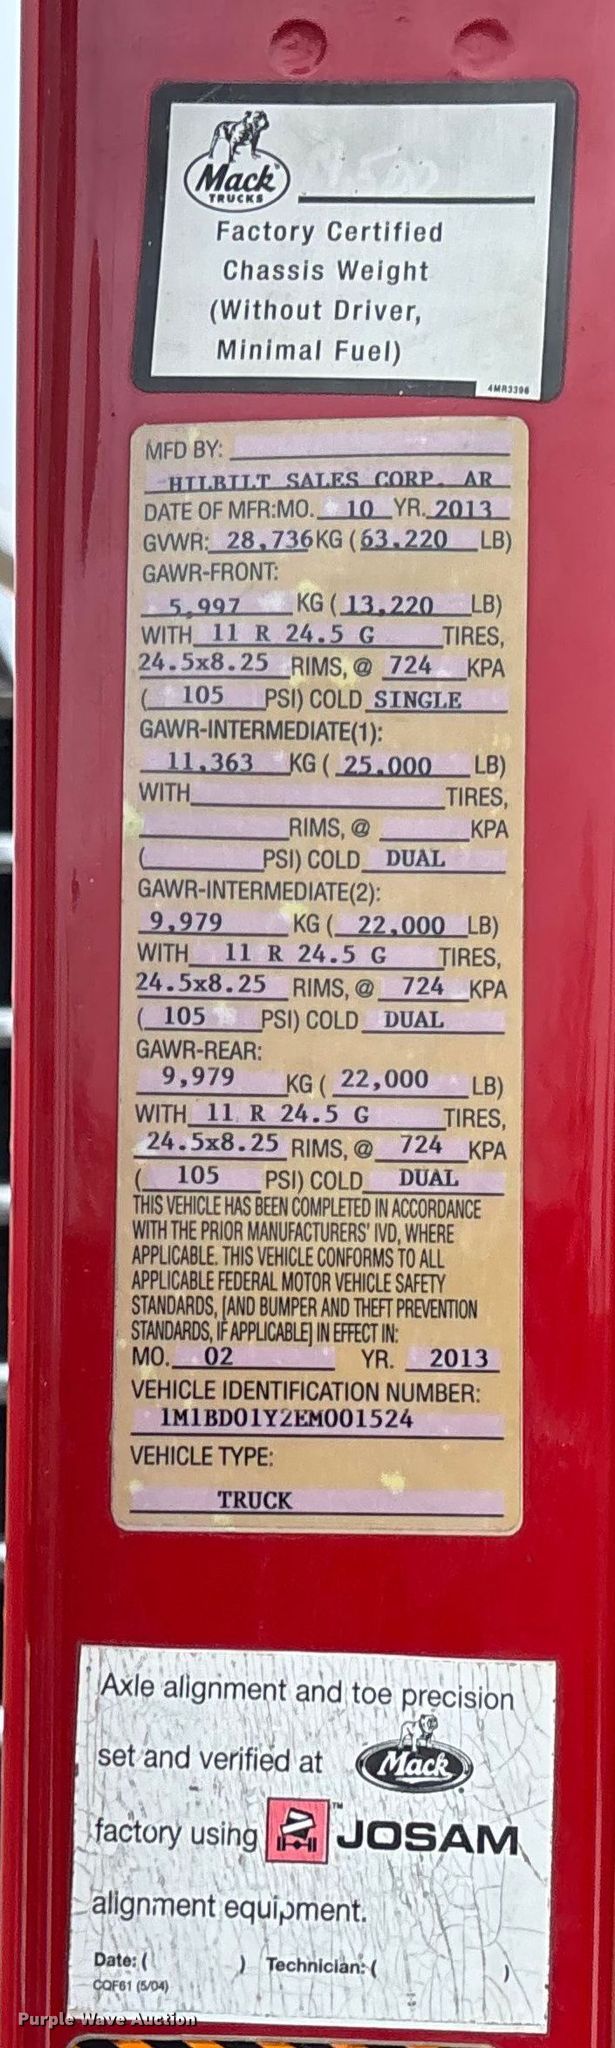 Mack
TRUCKS
Factory Certified
Chassis Weight
(Without Driver,
Minimal Fuel)
4MR3396
MFD BY:
HILBILT SALES CORP. AR
DATE OF MFR:MO. 10 YR. 2013
GVWR: 28,736 KG ( 63,220 LB)
GAWR-FRONT:
5,997 KG ( 13,220 LB)
WITH 11 R 24.5 G TIRES,
24.5x8.25 RIMS, @ 724 KPA
( 105 PSI) COLD SINGLE
GAWR-INTERMEDIATE(1):
11,363 KG ( 25,000 LB)
WITH TIRES,
RIMS, @ KPA
( PSI) COLD DUAL
GAWR-INTERMEDIATE(2):
9,979 KG ( 22,000 LB)
WITH 11 R 24.5 G TIRES,
24.5x8.25 RIMS, @ 724 KPA
( 105 PSI) COLD DUAL
GAWR-REAR:
9,979 KG ( 22,000 LB)
WITH 11 R 24.5 G TIRES,
24.5x8.25 RIMS, @ 724 KPA
( 105 PSI) COLD DUAL
THIS VEHICLE HAS BEEN COMPLETED IN ACCORDANCE
WITH THE PRIOR MANUFACTURERS' IVD, WHERE
APPLICABLE. THIS VEHICLE CONFORMS TO ALL
APPLICABLE FEDERAL MOTOR VEHICLE SAFETY
STANDARDS, [AND BUMPER AND THEFT PREVENTION
STANDARDS, IF APPLICABLE] IN EFFECT IN:
MO. 02 YR. 2013
VEHICLE IDENTIFICATION NUMBER:
1M1BD01Y2EM001524
VEHICLE TYPE:
TRUCK
Axle alignment and toe precision
set and verified at Mack
factory using ™ JOSAM
alignment equipment.
Date: ( ) Technician: ( )
CQF61 (5/04)
Purple Wave Auction